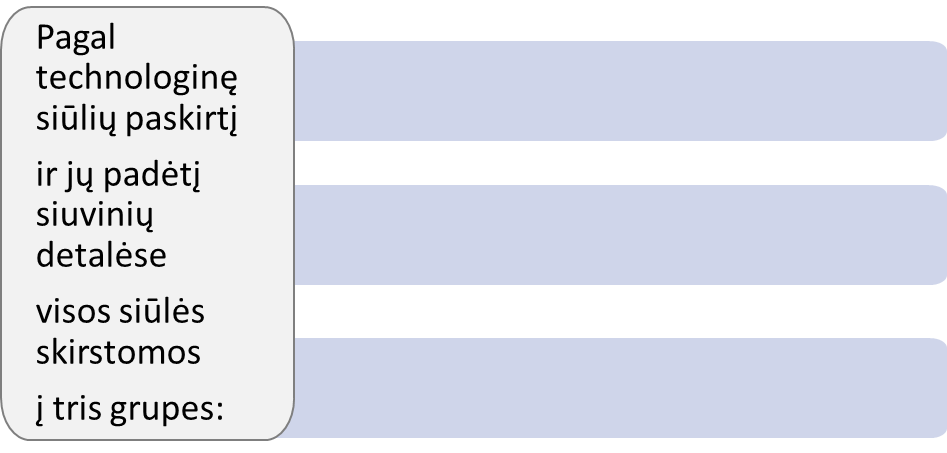 Pagal
technologinę
siūlių paskirtį
ir jų padėtį
siuvinių
detalėse
visos siūlės
skirstomos
į tris grupes: